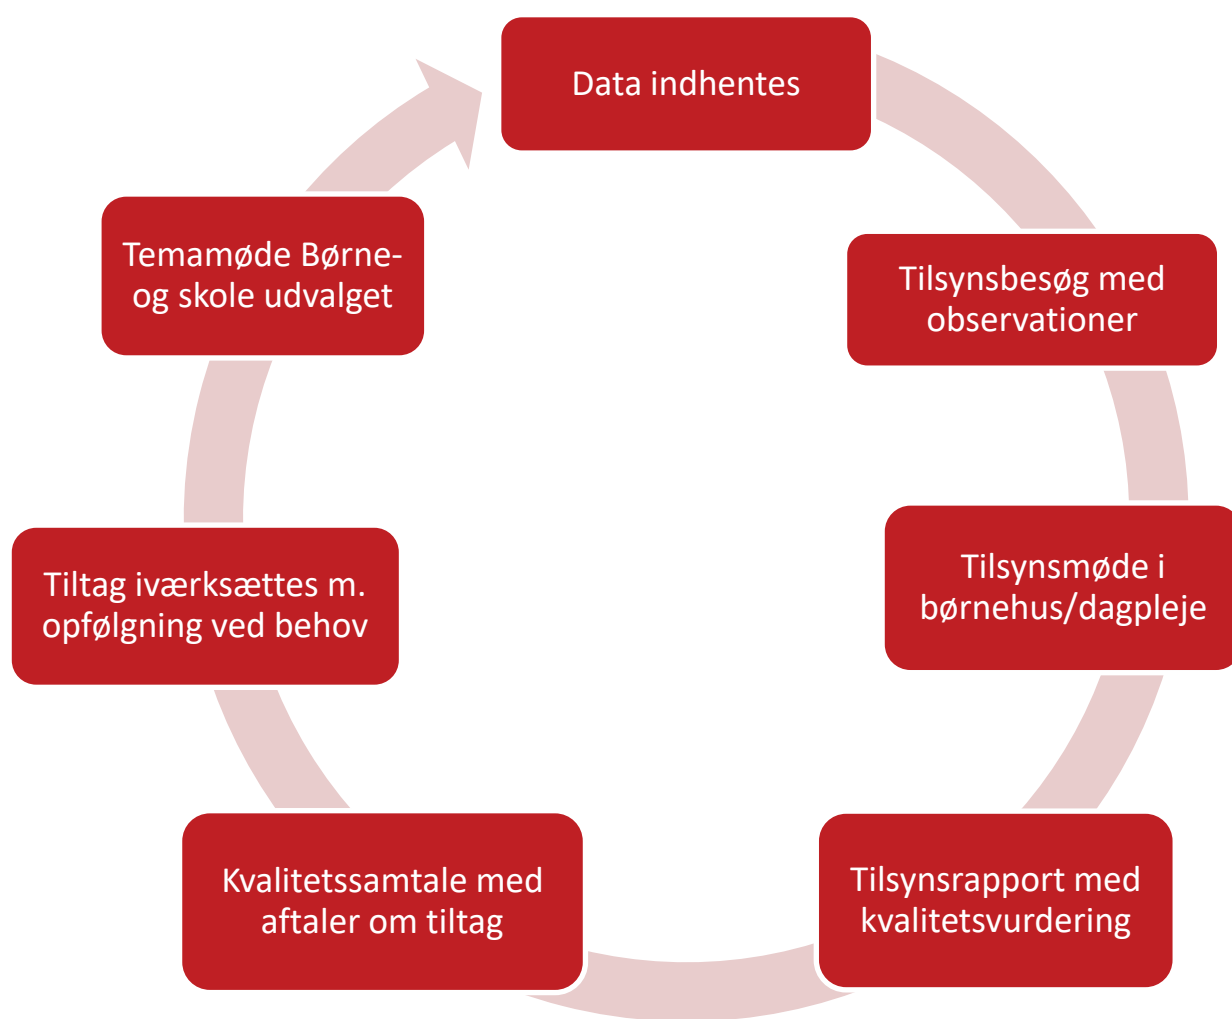 Data indhentes
Tilsynsbesøg med
observationer
Tilsynsmøde i
børnehus/dagpleje
Tilsynsrapport med
kvalitetsvurdering
Kvalitetssamtale med
aftaler om tiltag
Tiltag iværksættes m.
opfølgning ved behov
Temamøde Børne-
og skole udvalget